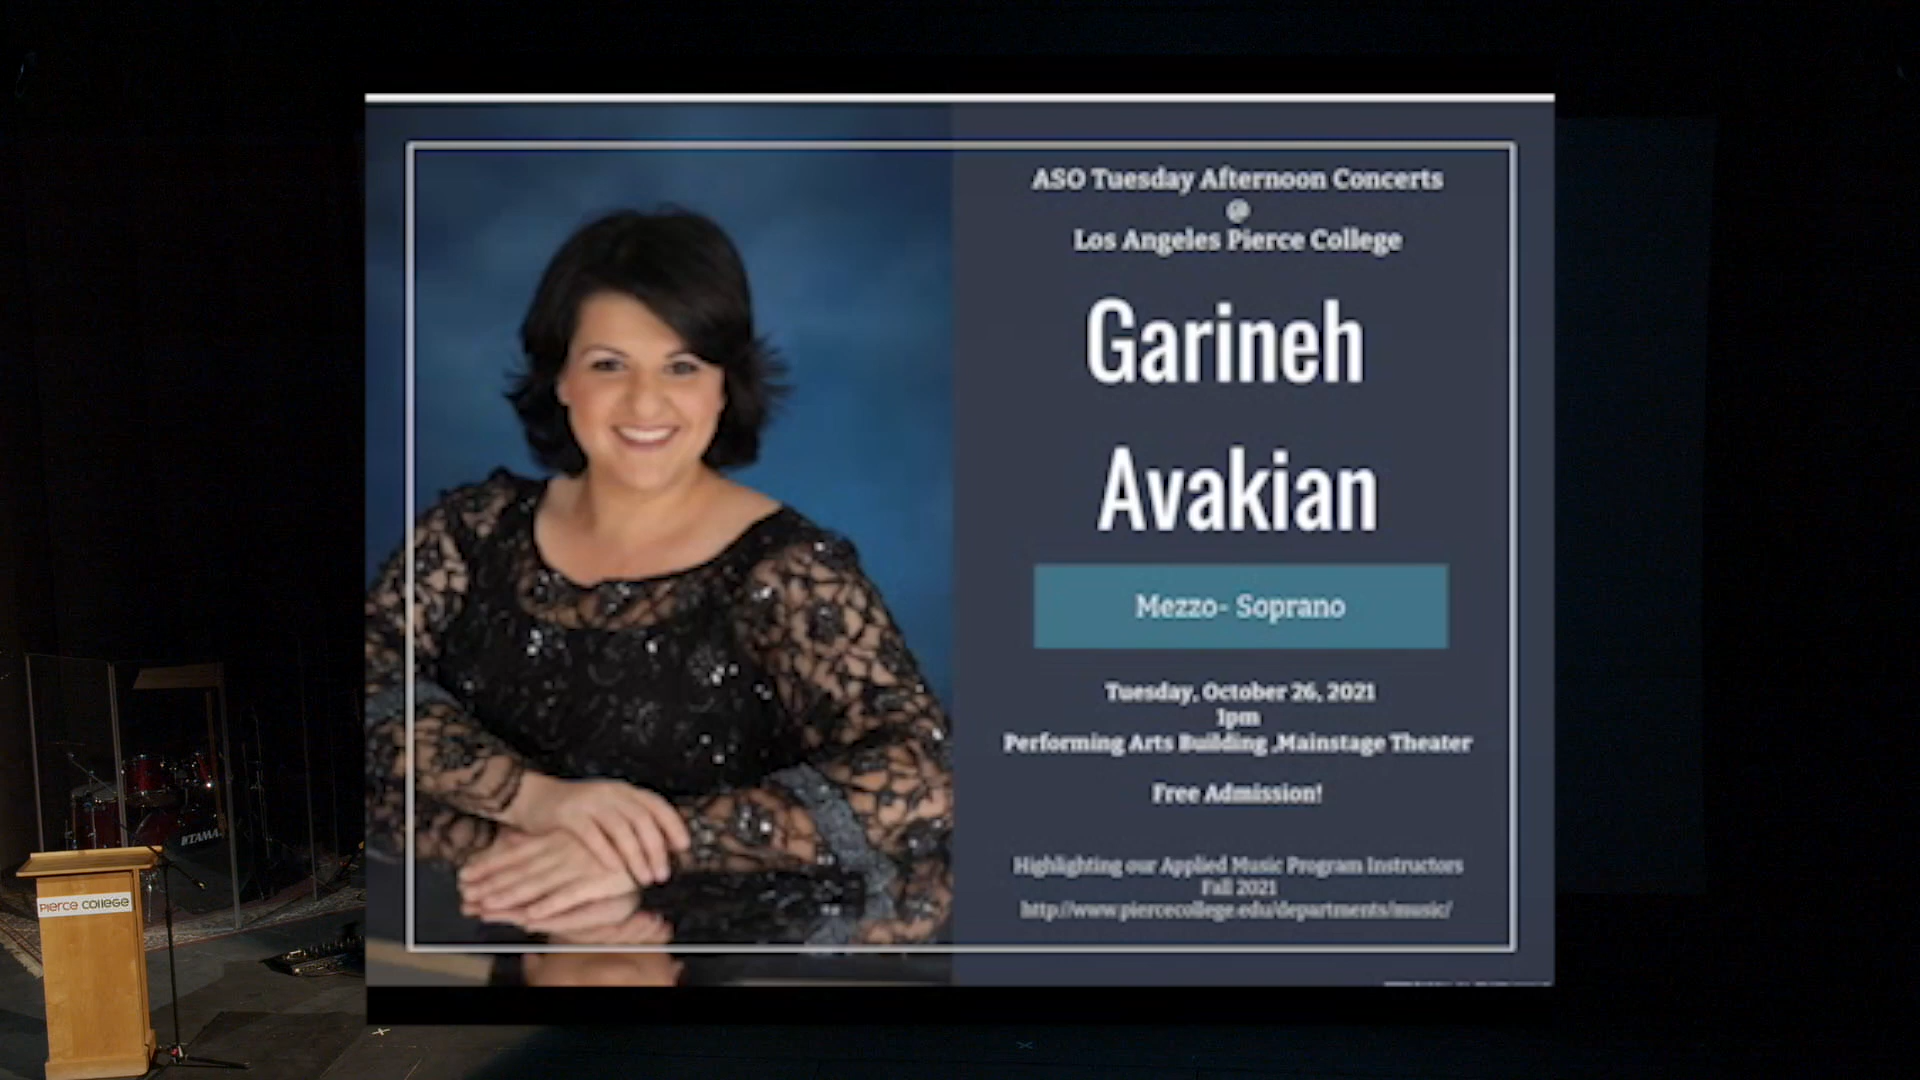 ASO Tuesday Afternoon Concerts
@
Los Angeles Pierce College
Garineh
Avakian
Mezzo- Soprano
Tuesday, October 26, 2021
1pm
Performing Arts Building ,Mainstage Theater
Free Admission!
Highlighting our Applied Music Program Instructors
Fall 2021
http://www.piercecollege.edu/departments/music/
TAMA
PIERCE COLLEGE